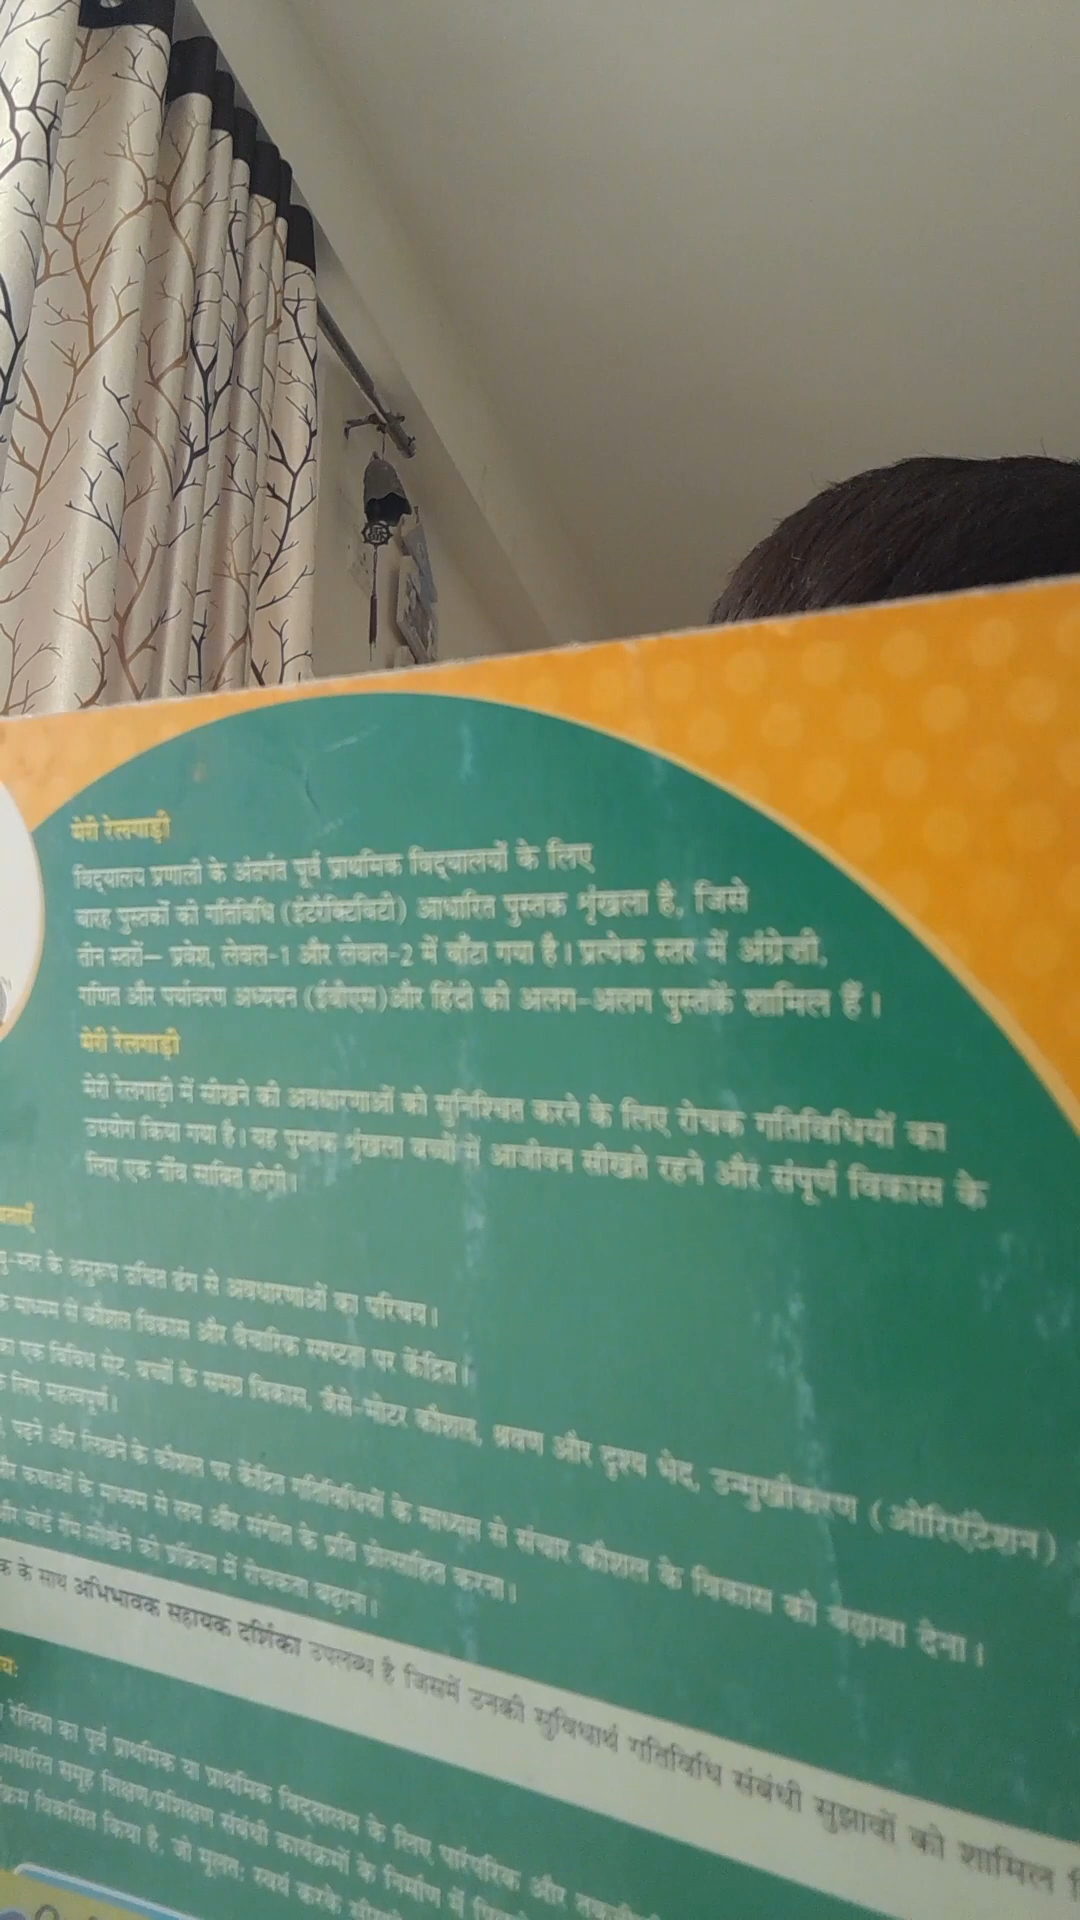 मेरी रेलगाड़ी
विद्यालय प्रणाली के अंतर्गत पूर्व प्राथमिक विद्यालयों के लिए
बारह पुस्तकों की गतिविधि (इंटरेक्टिविटी) आधारित पुस्तक शृंखला है, जिसे
तीन स्तरों— प्रवेश, लेवल-1 और लेवल-2 में बाँटा गया है। प्रत्येक स्तर में अंग्रेज़ी,
गणित और पर्यावरण अध्ययन (ईवीएस)और हिंदी की अलग-अलग पुस्तकें शामिल हैं।
मेरी रेलगाड़ी
मेरी रेलगाड़ी में सीखने की अवधारणाओं को सुनिश्चित करने के लिए रोचक गतिविधियों का
उपयोग किया गया है। यह पुस्तक शृंखला बच्चों में आजीवन सीखते रहने और संपूर्ण विकास के
लिए एक नींव साबित होगी।
-स्तर के अनुरूप उचित ढंग से अवधारणाओं का परिचय।
के माध्यम से कौशल विकास और वैचारिक स्पष्टता पर केंद्रित।
एक विविध सेट, बच्चों के समग्र विकास, जैसे-मोटर कौशल, श्रवण और दृश्य भेद, उन्मुखीकरण (ओरिएंटेशन)
के लिए महत्वपूर्ण।
पढ़ने और लिखने के कौशल पर केंद्रित गतिविधियों के माध्यम से संचार कौशल के विकास को बढ़ावा देना।
और कथाओं के माध्यम से लय और संगीत के प्रति प्रोत्साहित करना।
और बोर्ड गेम सीखने की प्रक्रिया में रोचकता बढ़ाना।
क के साथ अभिभावक सहायक दर्शिका उपलब्ध है जिसमें उनकी सुविधार्थ गतिविधि संबंधी सुझावों को शामिल
यः
रेलिया का पूर्व प्राथमिक या प्राथमिक विद्यालय के लिए पारंपरिक और
आधारित समूह शिक्षण/प्रशिक्षण संबंधी कार्यक्रमों के निर्माण में
विकसित किया है, जो मूलतः स्वयं करके